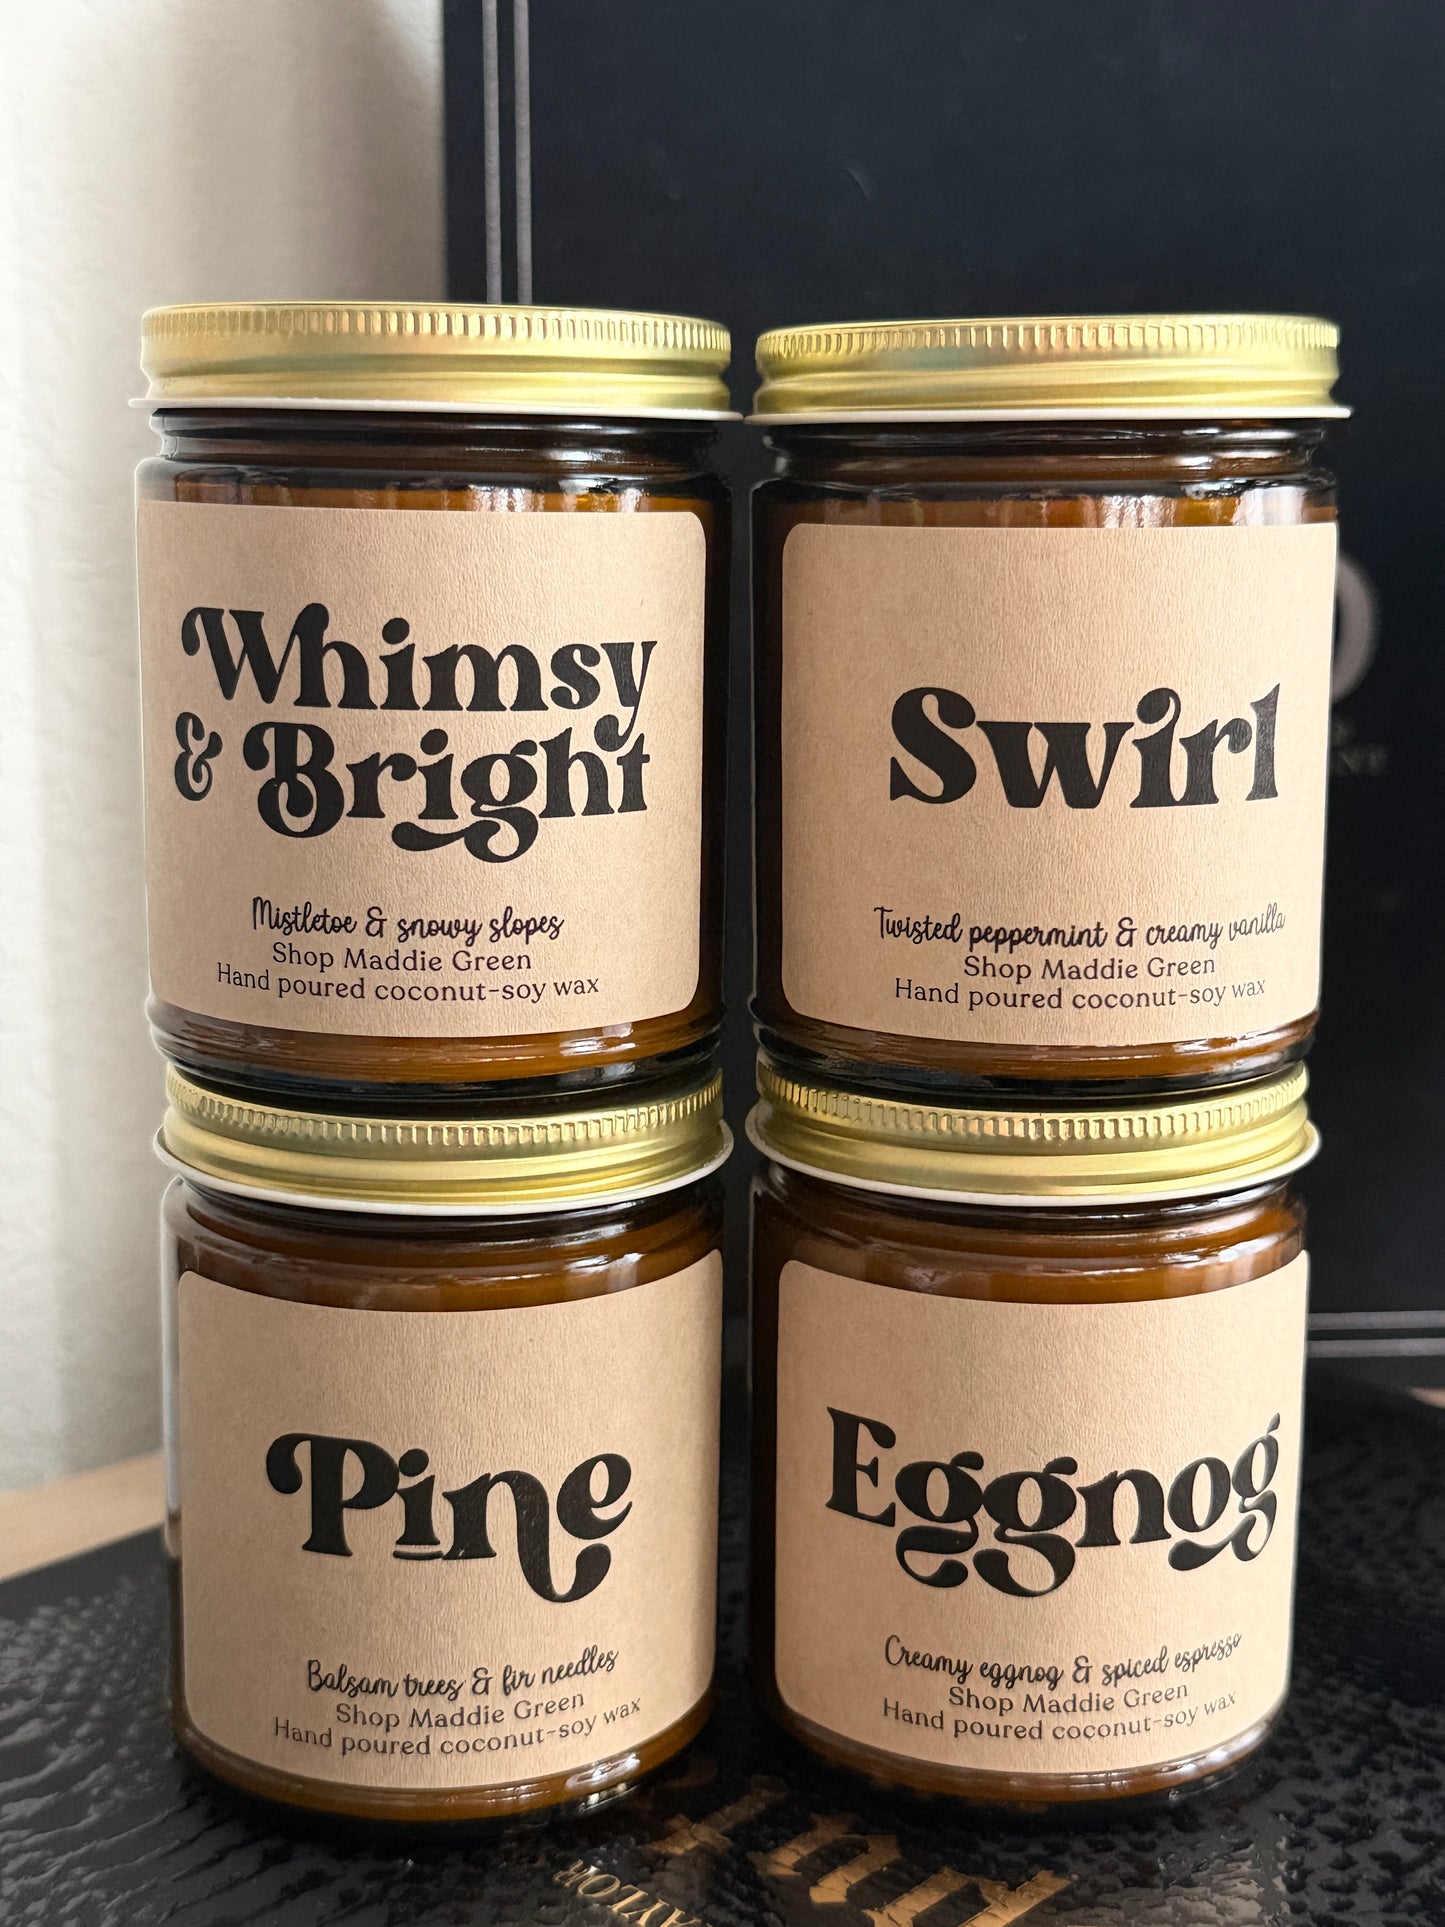 Whimsy
& Bright
Mistletoe & snowy slopes
Shop Maddie Green
Hand poured coconut-soy wax
Swirl
Twisted peppermint & creamy vanilla
Shop Maddie Green
Hand poured coconut-soy wax
Pine
Balsam trees & fir needles
Shop Maddie Green
Hand poured coconut-soy wax
Eggnog
Creamy eggnog & spiced espresso
Shop Maddie Green
Hand poured coconut-soy wax